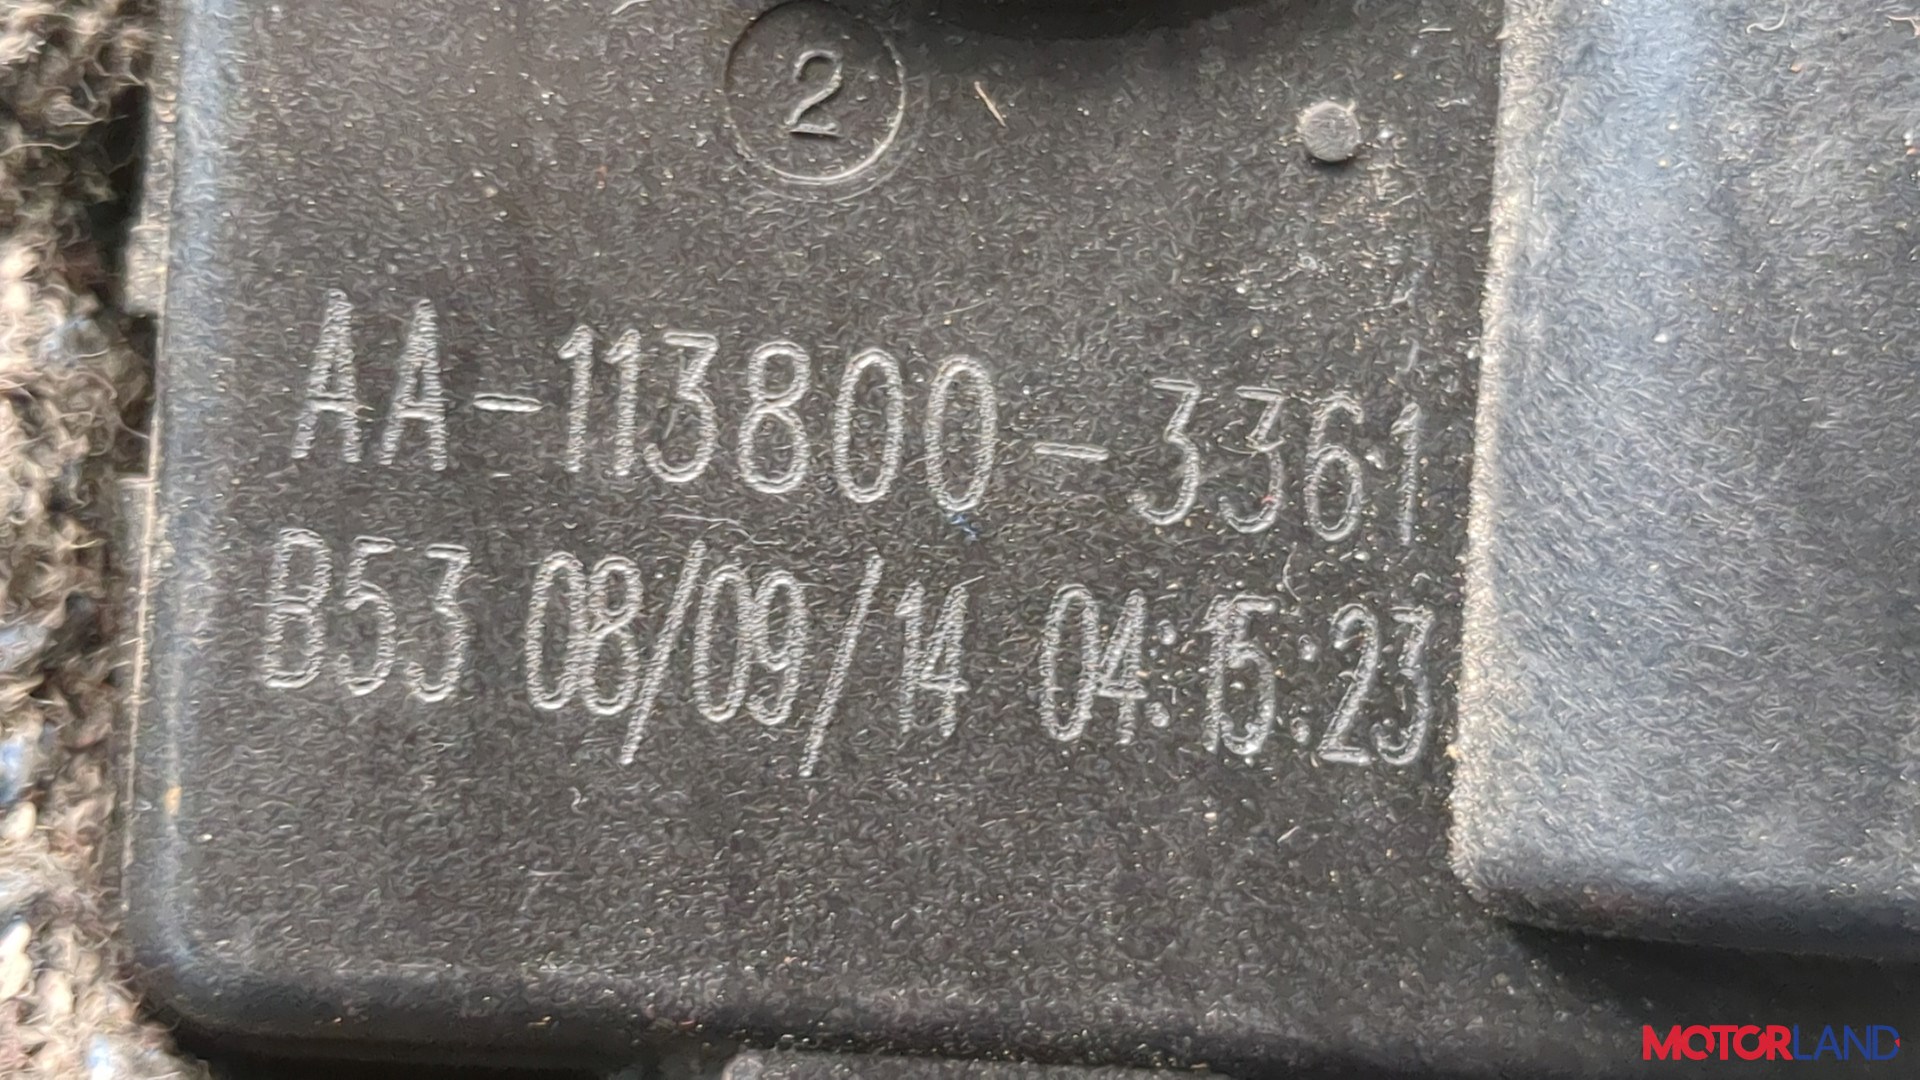 2
AA-113800-3361
B53 08/09/14 04:15:23
MOTORLAND